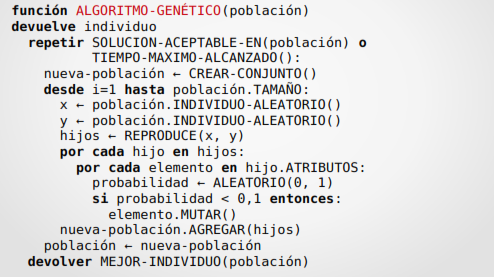 función ALGORITMO-GENÉTICO(población)
devuelve individuo
repetir SOLUCION-ACEPTABLE-EN(población) o
TIEMPO-MAXIMO-ALCANZADO():
nueva-población ← CREAR-CONJUNTO()
desde i=1 hasta población.TAMAÑO:
x ← población.INDIVIDUO-ALEATORIO()
y ← población.INDIVIDUO-ALEATORIO()
hijos ← REPRODUCE(x, y)
por cada hijo en hijos:
por cada elemento en hijo.ATRIBUTOS:
probabilidad ← ALEATORIO(0, 1)
si probabilidad < 0,1 entonces:
elemento.MUTAR()
nueva-población.AGREGAR(hijos)
población ← nueva-población
devolver MEJOR-INDIVIDUO(población)